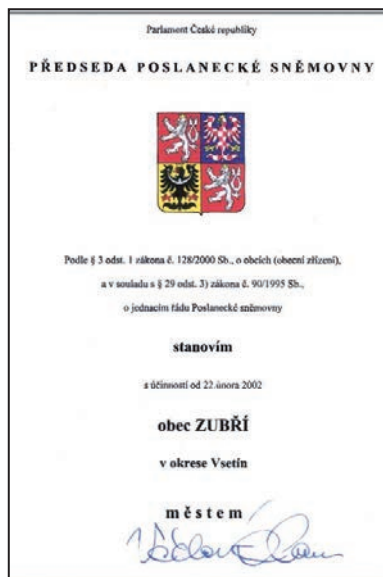 Parlament České republiky
PŘEDSEDA POSLANECKÉ SNĚMOVNY
Podle § 3 odst. 1 zákona č. 128/2000 Sb., o obcích (obecní zřízení),
a v souladu s § 29 odst. 3) zákona č. 90/1995 Sb.,
o jednacím řádu Poslanecké sněmovny
stanovím
s účinností od 22.února 2002
obec ZUBŘÍ
v okrese Vsetín
městem